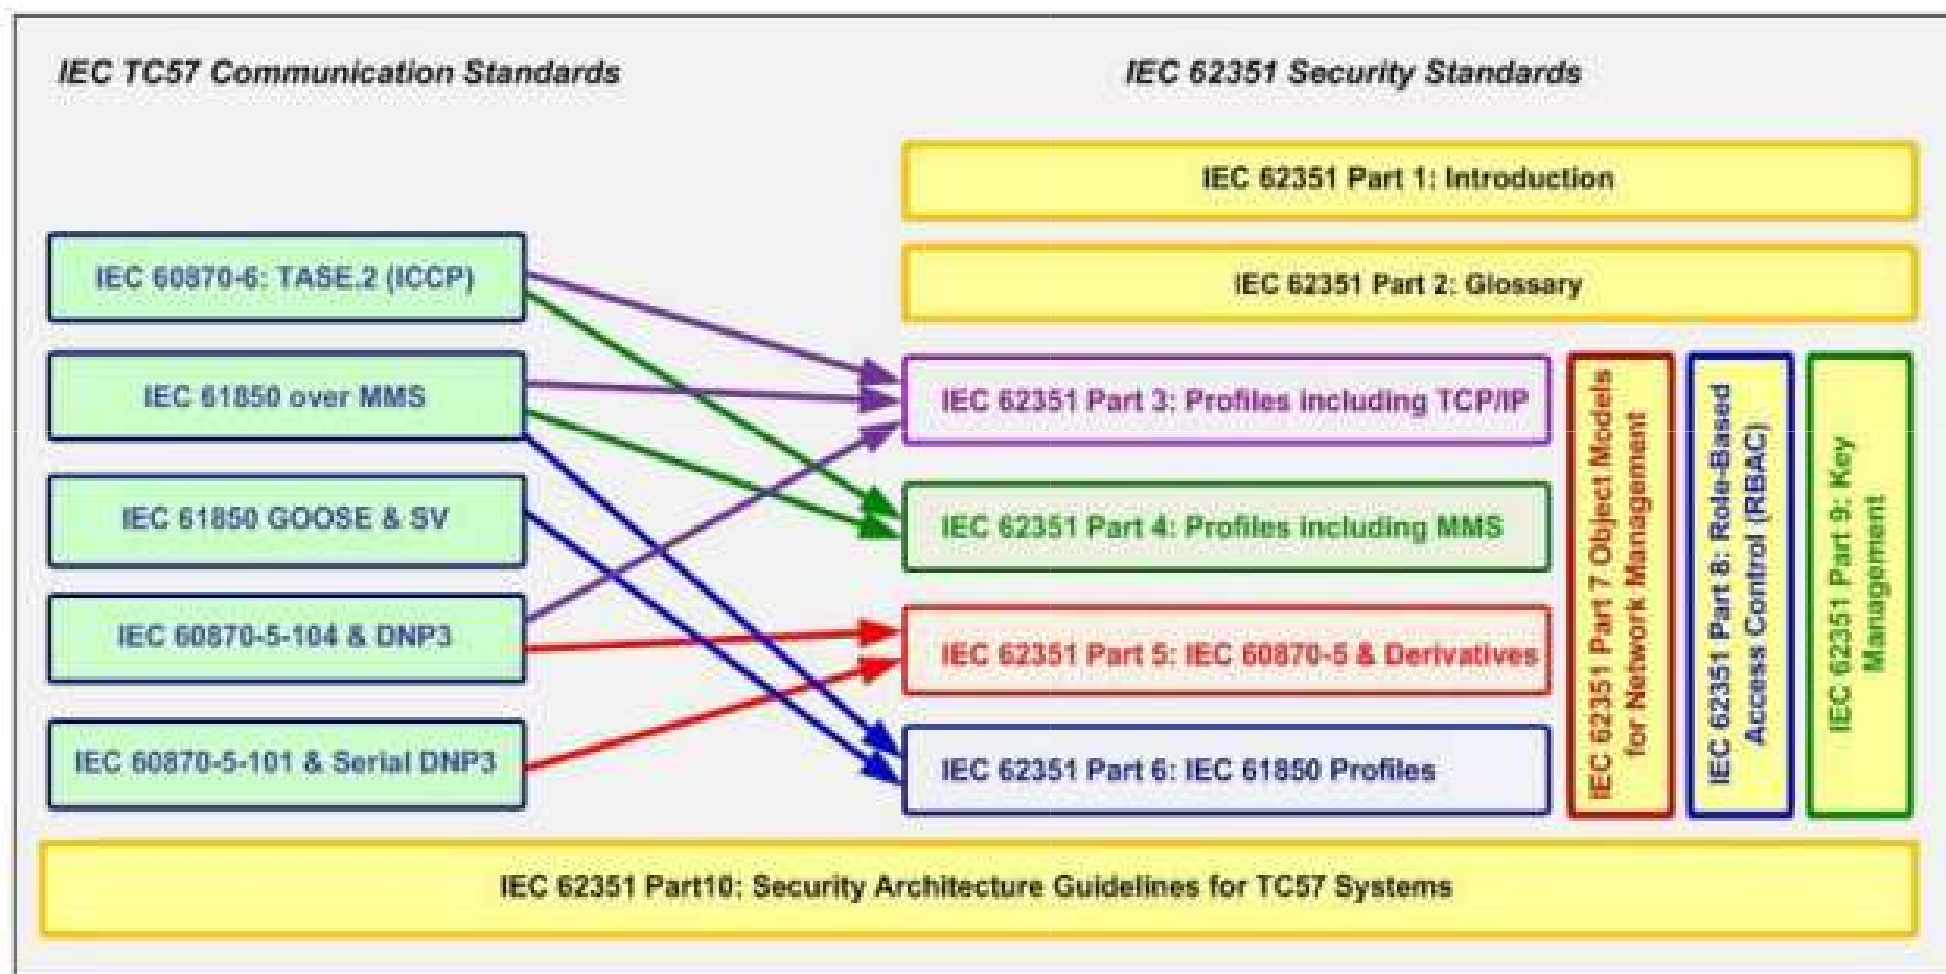 IEC TC57 Communication Standards
IEC 62351 Security Standards
IEC 62351 Part 1: Introduction
IEC 62351 Part 2: Glossary
IEC 60870-6: TASE.2 (ICCP)
IEC 61850 over MMS
IEC 61850 GOOSE & SV
IEC 60870-5-104 & DNP3
IEC 60870-5-101 & Serial DNP3
IEC 62351 Part 3: Profiles including TCP/IP
IEC 62351 Part 4: Profiles including MMS
IEC 62351 Part 5: IEC 60870-5 & Derivatives
IEC 62351 Part 6: IEC 61850 Profiles
IEC 62351 Part 7 Object Models
for Network Management
IEC 62351 Part 8: Role-Based
Access Control (RBAC)
IEC 62351 Part 9: Key
Management
IEC 62351 Part10: Security Architecture Guidelines for TC57 Systems